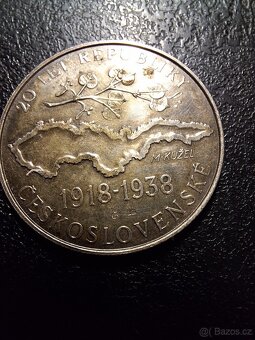 20 LET REPUBLIKY
M. KUŽEL
1918-1938
ČESKOSLOVENSKÉ
Bazos.cz